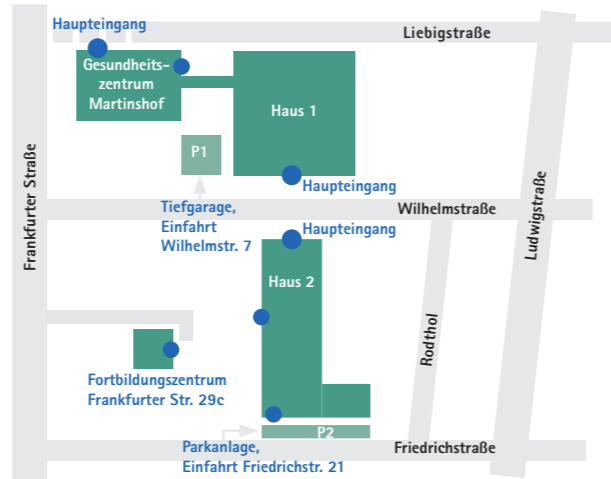 Haupteingang
Liebigstraße
Gesundheits-
zentrum
Martinshof
Haus 1
P1
Haupteingang
Frankfurter Straße
Tiefgarage,
Einfahrt
Wilhelmstr. 7
Wilhelmstraße
Ludwigstraße
Haupteingang
Haus 2
Rodthol
Fortbildungszentrum
Frankfurter Str. 29c
P2
Parkanlage,
Einfahrt Friedrichstr. 21
Friedrichstraße